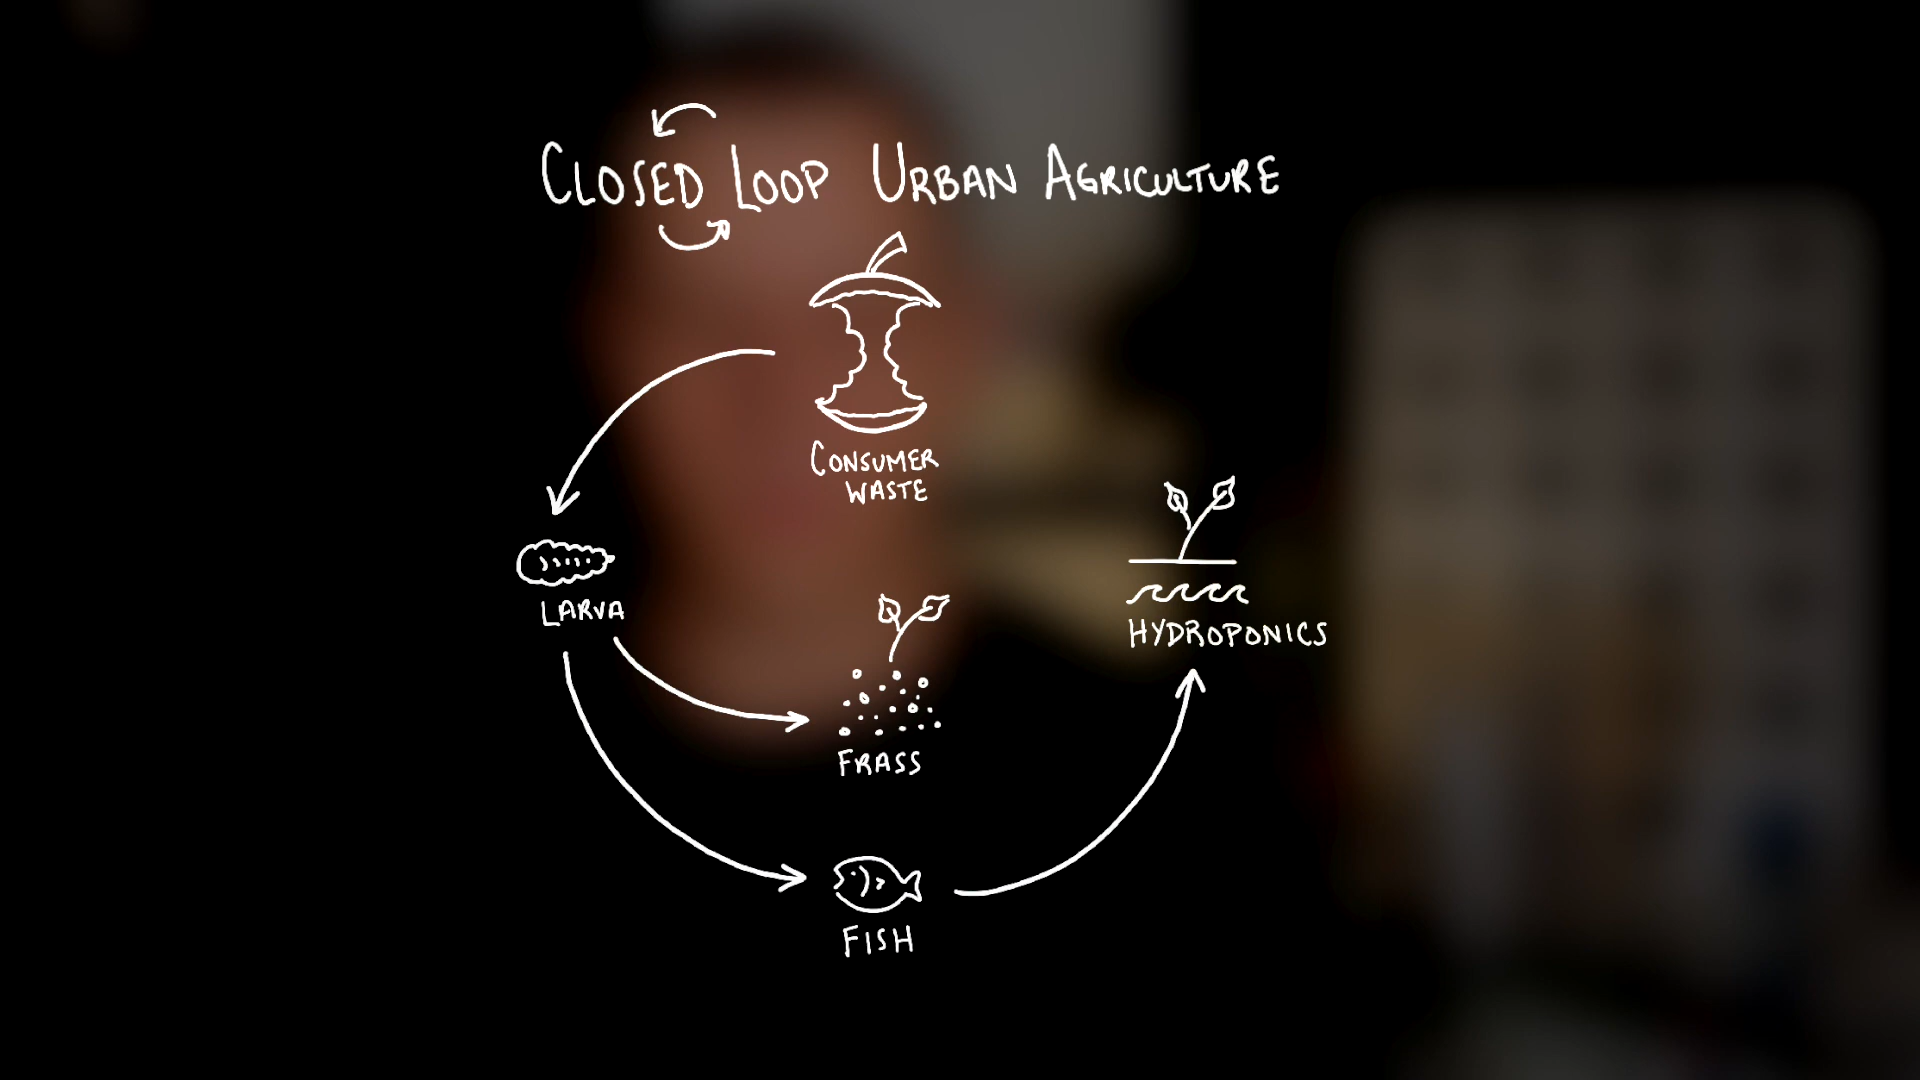 CLOSED LOOP URBAN AGRICULTURE
CONSUMER
WASTE
LARVA
HYDROPONICS
FRASS
FISH